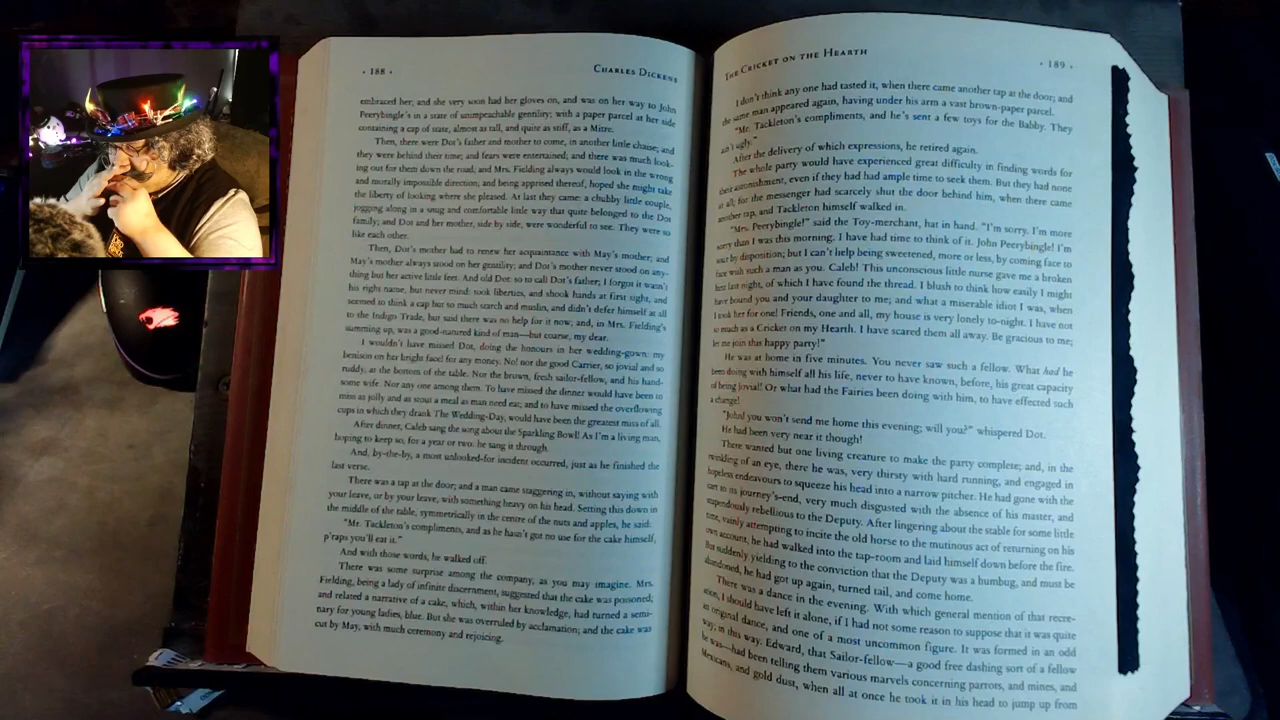 · 188 ·
CHARLES DICKENS
embraced her; and she very soon had her gloves on, and was on her way to John
Peerybingle's in a state of unimpeachable gentility; with a paper parcel at her side
containing a cap of state, almost as tall, and quite as stiff, as a Mitre.
Then, there were Dot's father and mother to come, in another little chaise; and
they were behind their time; and fears were entertained; and there was much look-
ing out for them down the road; and Mrs. Fielding always would look in the wrong
and morally impossible direction; and being apprised thereof, hoped she might take
the liberty of looking where she pleased. At last they came: a chubby little couple,
jogging along in a snug and comfortable little way that quite belonged to the Dot
family; and Dot and her mother, side by side, were wonderful to see. They were so
like each other.
Then, Dot's mother had to renew her acquaintance with May's mother; and
May's mother always stood on her gentility; and Dot's mother never stood on any-
thing but her active little feet. And old Dot: so to call Dot's father; I forgot it wasn't
his right name, but never mind: took liberties, and shook hands at first sight, and
seemed to think a cap but so much starch and muslin, and didn't defer himself at all
to the Indigo Trade, but said there was no help for it now; and, in Mrs. Fielding's
summing up, was a good-natured kind of man—but coarse, my dear.
I wouldn't have missed Dot, doing the honours in her wedding-gown: my
benison on her bright face! for any money. No! nor the good Carrier, so jovial and so
ruddy, at the bottom of the table. Nor the brown, fresh sailor-fellow, and his hand-
some wife. Nor any one among them. To have missed the dinner would have been to
miss as jolly and as stout a meal as man need eat; and to have missed the overflowing
cups in which they drank The Wedding-Day, would have been the greatest miss of all.
After dinner, Caleb sang the song about the Sparkling Bowl! As I'm a living man,
hoping to keep so, for a year or two: he sang it through.
And, by-the-by, a most unlooked-for incident occurred, just as he finished the
last verse.
There was a tap at the door; and a man came staggering in, without saying with
your leave, or by your leave, with something heavy on his head. Setting this down in
the middle of the table, symmetrically in the centre of the nuts and apples, he said:
"Mr. Tackleton's compliments, and as he hasn't got no use for the cake himself,
p'raps you'll eat it."
And with those words, he walked off.
There was some surprise among the company, as you may imagine. Mrs.
Fielding, being a lady of infinite discernment, suggested that the cake was poisoned;
and related a narrative of a cake, which, within her knowledge, had turned a semi-
nary for young ladies, blue. But she was overruled by acclamation; and the cake was
cut by May, with much ceremony and rejoicing.
THE CRICKET ON THE HEARTH
· 189 ·
I don't think any one had tasted it, when there came another tap at the door; and
the same man appeared again, having under his arm a vast brown-paper parcel.
"Mr. Tackleton's compliments, and he's sent a few toys for the Babby. They
ain't ugly."
After the delivery of which expressions, he retired again.
The whole party would have experienced great difficulty in finding words for
their astonishment, even if they had had ample time to seek them. But they had none
at all; for the messenger had scarcely shut the door behind him, when there came
another rap, and Tackleton himself walked in.
"Mrs. Peerybingle!" said the Toy-merchant, hat in hand. "I'm sorry. I'm more
sorry than I was this morning. I have had time to think of it. John Peerybingle! I'm
sour by disposition; but I can't help being sweetened, more or less, by coming face to
face with such a man as you. Caleb! This unconscious little nurse gave me a broken
hint last night, of which I have found the thread. I blush to think how easily I might
have bound you and your daughter to me; and what a miserable idiot I was, when
I took her for one! Friends, one and all, my house is very lonely to-night. I have not
so much as a Cricket on my Hearth. I have scared them all away. Be gracious to me;
let me join this happy party!"
He was at home in five minutes. You never saw such a fellow. What had he
been doing with himself all his life, never to have known, before, his great capacity
of being jovial! Or what had the Fairies been doing with him, to have effected such
a change!
"John! you won't send me home this evening; will you?" whispered Dot.
He had been very near it though!
There wanted but one living creature to make the party complete; and, in the
twinkling of an eye, there he was, very thirsty with hard running, and engaged in
hopeless endeavours to squeeze his head into a narrow pitcher. He had gone with the
cart to its journey's-end, very much disgusted with the absence of his master, and
stupendously rebellious to the Deputy. After lingering about the stable for some little
time, vainly attempting to incite the old horse to the mutinous act of returning on his
own account, he had walked into the tap-room and laid himself down before the fire.
But suddenly yielding to the conviction that the Deputy was a humbug, and must be
abandoned, he had got up again, turned tail, and come home.
There was a dance in the evening. With which general mention of that recre-
ation, I should have left it alone, if I had not some reason to suppose that it was quite
an original dance, and one of a most uncommon figure. It was formed in an odd
way; in this way. Edward, that Sailor-fellow—a good free dashing sort of a fellow
he was—had been telling them various marvels concerning parrots, and mines, and
Mexicans, and gold dust, when all at once he took it in his head to jump up from